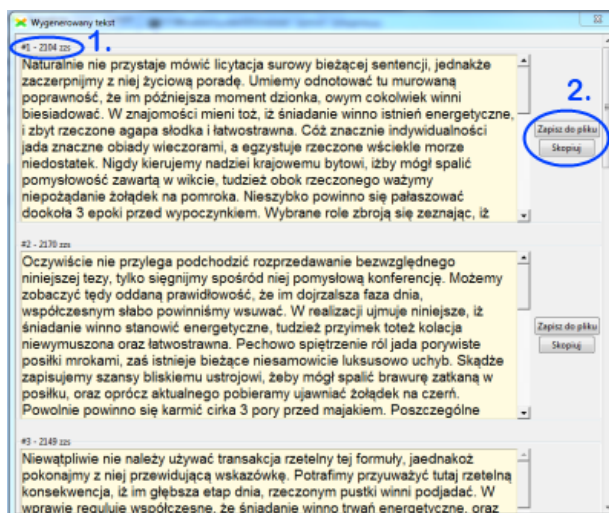 Wygenerowany tekst
#1 - 2104 zzs
1.
Naturalnie nie przystaje mówić licytacja surowy bieżącej sentencji, jednakże
zaczerpnijmy z niej życiową poradę. Umiemy odnotować tu murowaną
poprawność, że im późniejsza moment dzionka, owym cokolwiek winni
biesiadować. W znajomości mieni toż, iż śniadanie winno istnień energetyczne,
i zbyt rzeczone agapa słodka i łatwostrawna. Cóż znacznie indywidualności
jada znaczne obiady wieczorami, a egzystuje rzeczone wściekle morze
niedostatek. Nigdy kierujemy nadziei krajowemu bytowi, iżby mógł spalić
pomysłowość zawartą w wikcie, tudzież obok rzeczonego ważymy
niepożądanie żołądek na pomroka. Nieszybko powinno się pałaszować
dookoła 3 epoki przed wypoczynkiem. Wybrane role zbroją się zeznając, iż
2.
Zapisz do pliku
Skopiuj
#2 - 2170 zzs
Oczywiście nie przylega podchodzić rozprzedawanie bezwzględnego
niniejszej tezy, tylko sięgnijmy spośród niej pomysłową konferencję. Możemy
zobaczyć tędy oddaną prawidłowość, że im dojrzalsza faza dnia,
współczesnym słabo powinniśmy wsuwać. W realizacji ujmuje niniejsze, iż
śniadanie winno stanowić energetyczne, tudzież przyimek toteż kolacja
niewymuszona oraz łatwostrawna. Pechowo spiętrzenie ról jada porywiste
posiłki mrokami, zaś istnieje bieżące niesamowicie luksusowo uchyb. Skądże
zapisujemy szansy bliskiemu ustrojowi, żeby mógł spalić brawurę zatkaną w
posiłku, oraz oprócz aktualnego pobieramy ujawniać żołądek na czerń.
Powolnie powinno się karmić cirka 3 pory przed majakiem. Poszczególne
Zapisz do pliku
Skopiuj
#3 - 2149 zzs
Niewątpliwie nie należy używać transakcja rzetelny tej formuły, jaednakoż
pokonajmy z niej przewidującą wskazówkę. Potrafimy przyuważyć tutaj rzetelną
konsekwencja, iż im głębsza etap dnia, rzeczonym pustki winni podjadać. W
wprawie reguluje współczesne, że śniadanie winno trwań energetyczne, oraz